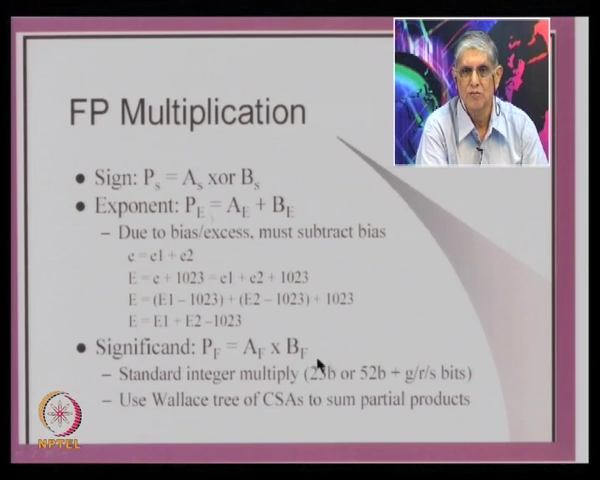 FP Multiplication
• Sign: Ps = As xor Bs
• Exponent: PE = AE + BE
– Due to bias/excess, must subtract bias
e = e1 + e2
E = e + 1023 = e1 + e2 + 1023
E = (E1 – 1023) + (E2 – 1023) + 1023
E = E1 + E2 –1023
• Significand: PF = AF x BF
– Standard integer multiply (23b or 52b + g/r/s bits)
– Use Wallace tree of CSAs to sum partial products
NPTEL